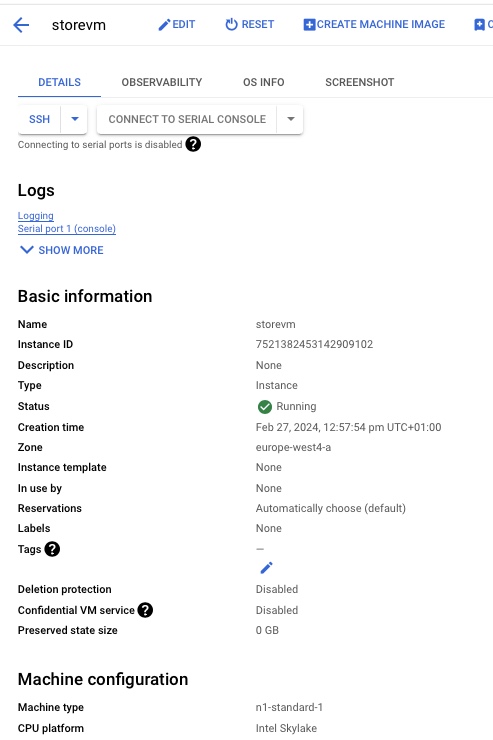 storevm EDIT RESET CREATE MACHINE IMAGE
DETAILS OBSERVABILITY OS INFO SCREENSHOT
SSH CONNECT TO SERIAL CONSOLE
Connecting to serial ports is disabled ?
Logs
Logging
Serial port 1 (console)
SHOW MORE
Basic information
Name storevm
Instance ID 7521382453142909102
Description None
Type Instance
Status Running
Creation time Feb 27, 2024, 12:57:54 pm UTC+01:00
Zone europe-west4-a
Instance template None
In use by None
Reservations Automatically choose (default)
Labels None
Tags ? —
Deletion protection Disabled
Confidential VM service ? Disabled
Preserved state size 0 GB
Machine configuration
Machine type n1-standard-1
CPU platform Intel Skylake